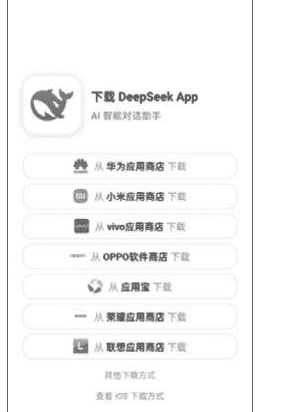 下载 DeepSeek App
AI 智能对话助手
从 华为应用商店 下载
从 小米应用商店 下载
从 vivo应用商店 下载
从 OPPO软件商店 下载
从 应用宝 下载
从 荣耀应用商店 下载
从 联想应用商店 下载
其他下载方式
查看 iOS 下载方式